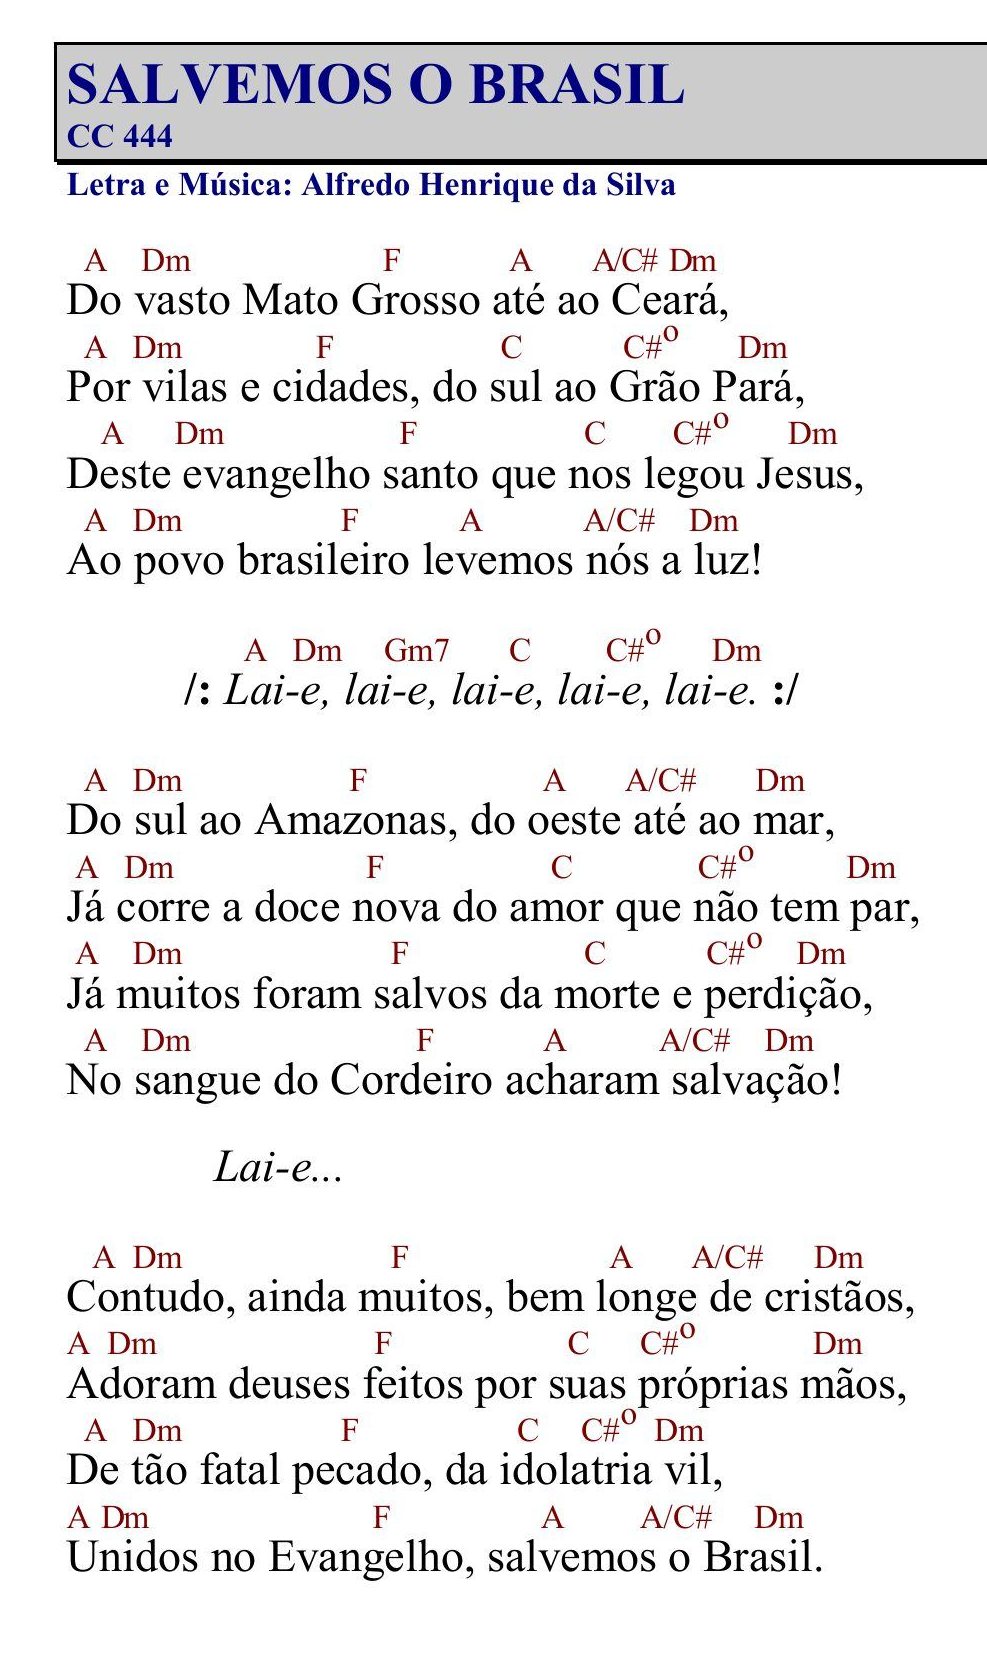 SALVEMOS O BRASIL
CC 444
Letra e Música: Alfredo Henrique da Silva
A Dm F A A/C# Dm
Do vasto Mato Grosso até ao Ceará,
A Dm F C C#º Dm
Por vilas e cidades, do sul ao Grão Pará,
A Dm F C C#º Dm
Deste evangelho santo que nos legou Jesus,
A Dm F A A/C# Dm
Ao povo brasileiro levemos nós a luz!
A Dm Gm7 C C#º Dm
/: Lai-e, lai-e, lai-e, lai-e, lai-e. :/
A Dm F A A/C# Dm
Do sul ao Amazonas, do oeste até ao mar,
A Dm F C C#º Dm
Já corre a doce nova do amor que não tem par,
A Dm F C C#º Dm
Já muitos foram salvos da morte e perdição,
A Dm F A A/C# Dm
No sangue do Cordeiro acharam salvação!
Lai-e...
A Dm F A A/C# Dm
Contudo, ainda muitos, bem longe de cristãos,
A Dm F C C#º Dm
Adoram deuses feitos por suas próprias mãos,
A Dm F C C#º Dm
De tão fatal pecado, da idolatria vil,
A Dm F A A/C# Dm
Unidos no Evangelho, salvemos o Brasil.